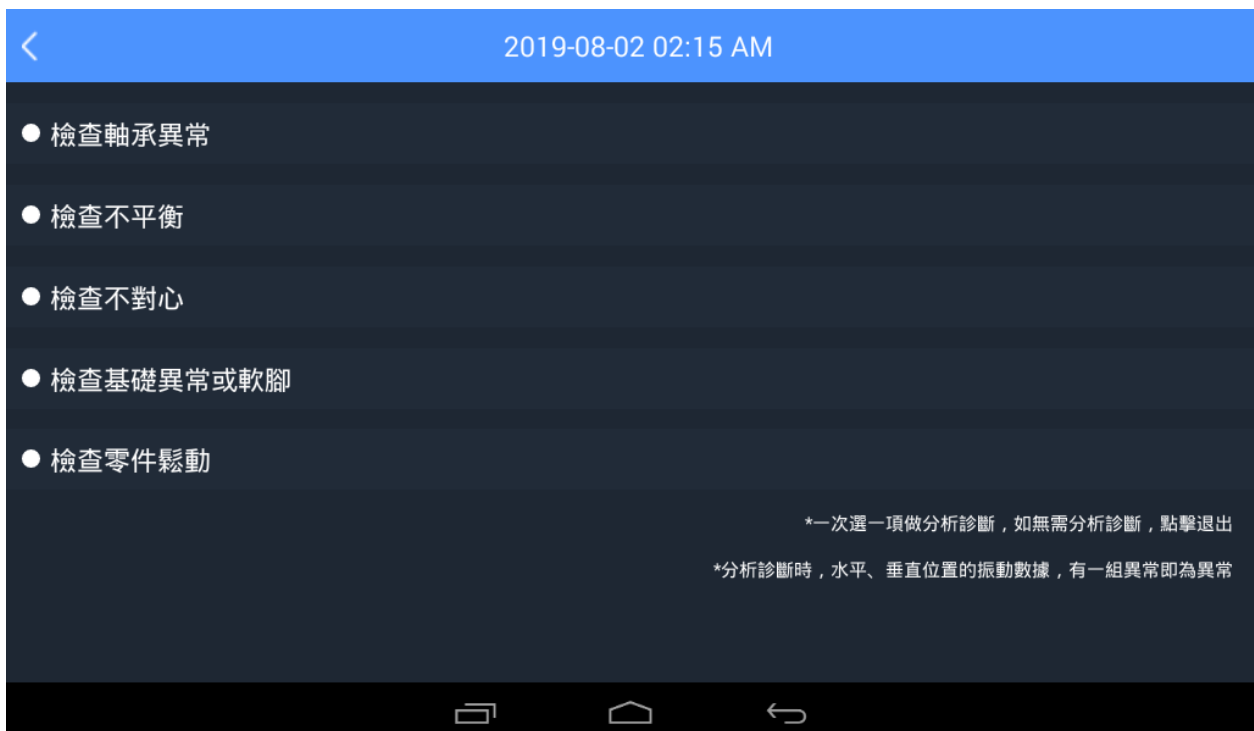 2019-08-02 02:15 AM
檢查軸承異常
檢查不平衡
檢查不對心
檢查基礎異常或軟腳
檢查零件鬆動
*一次選一項做分析診斷，如無需分析診斷，點擊退出
*分析診斷時，水平、垂直位置的振動數據，有一組異常即為異常